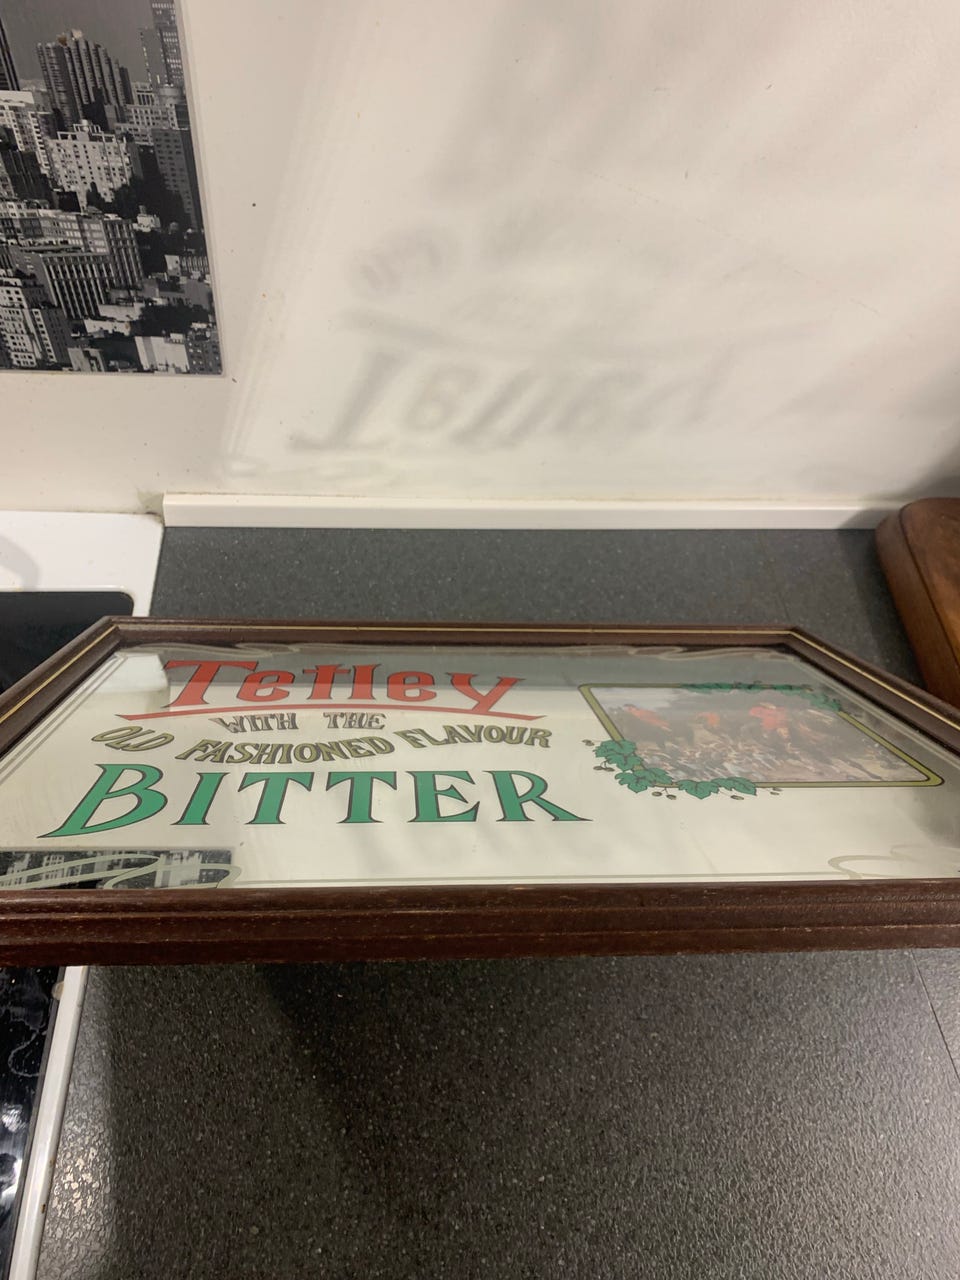 Tetley
WITH THE
OLD FASHIONED FLAVOUR
BITTER